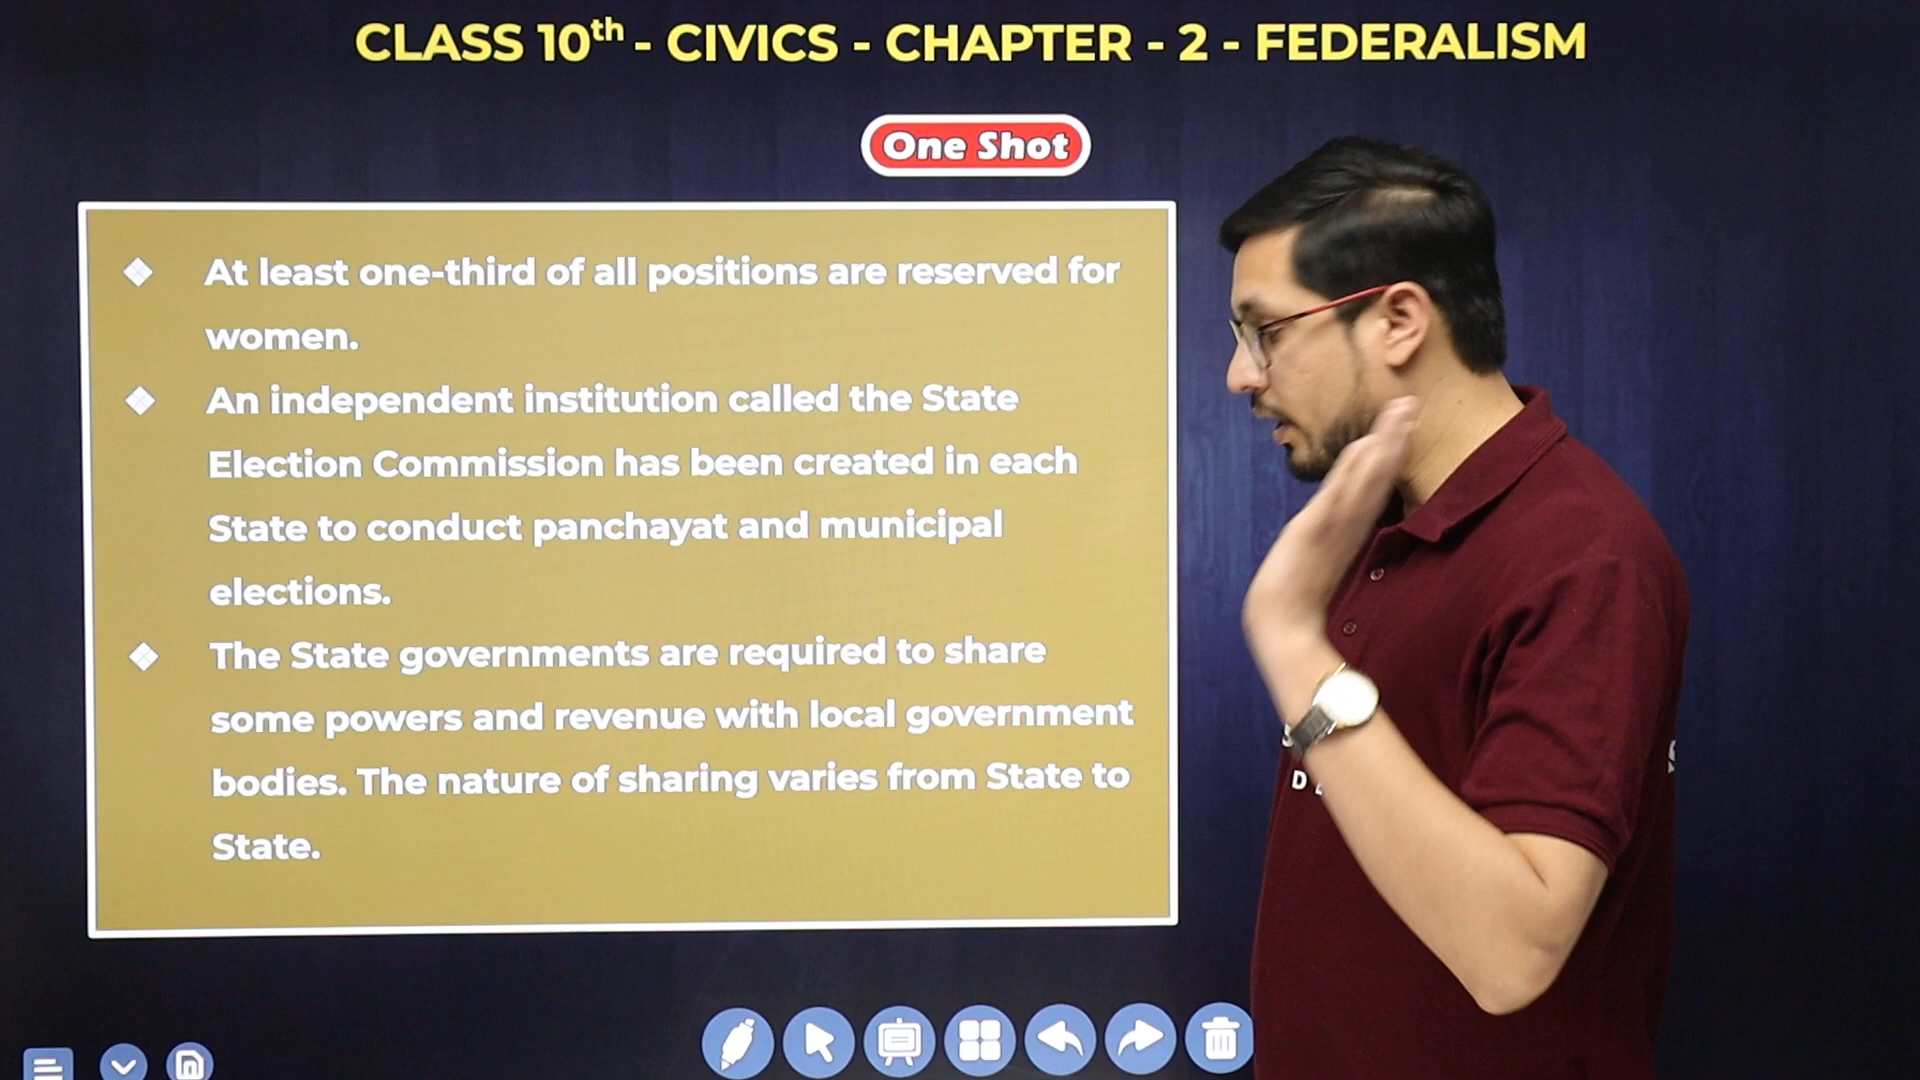 CLASS 10th - CIVICS - CHAPTER - 2 - FEDERALISM
One Shot
❖ At least one-third of all positions are reserved for
women.
❖ An independent institution called the State
Election Commission has been created in each
State to conduct panchayat and municipal
elections.
❖ The State governments are required to share
some powers and revenue with local government
bodies. The nature of sharing varies from State to
State.